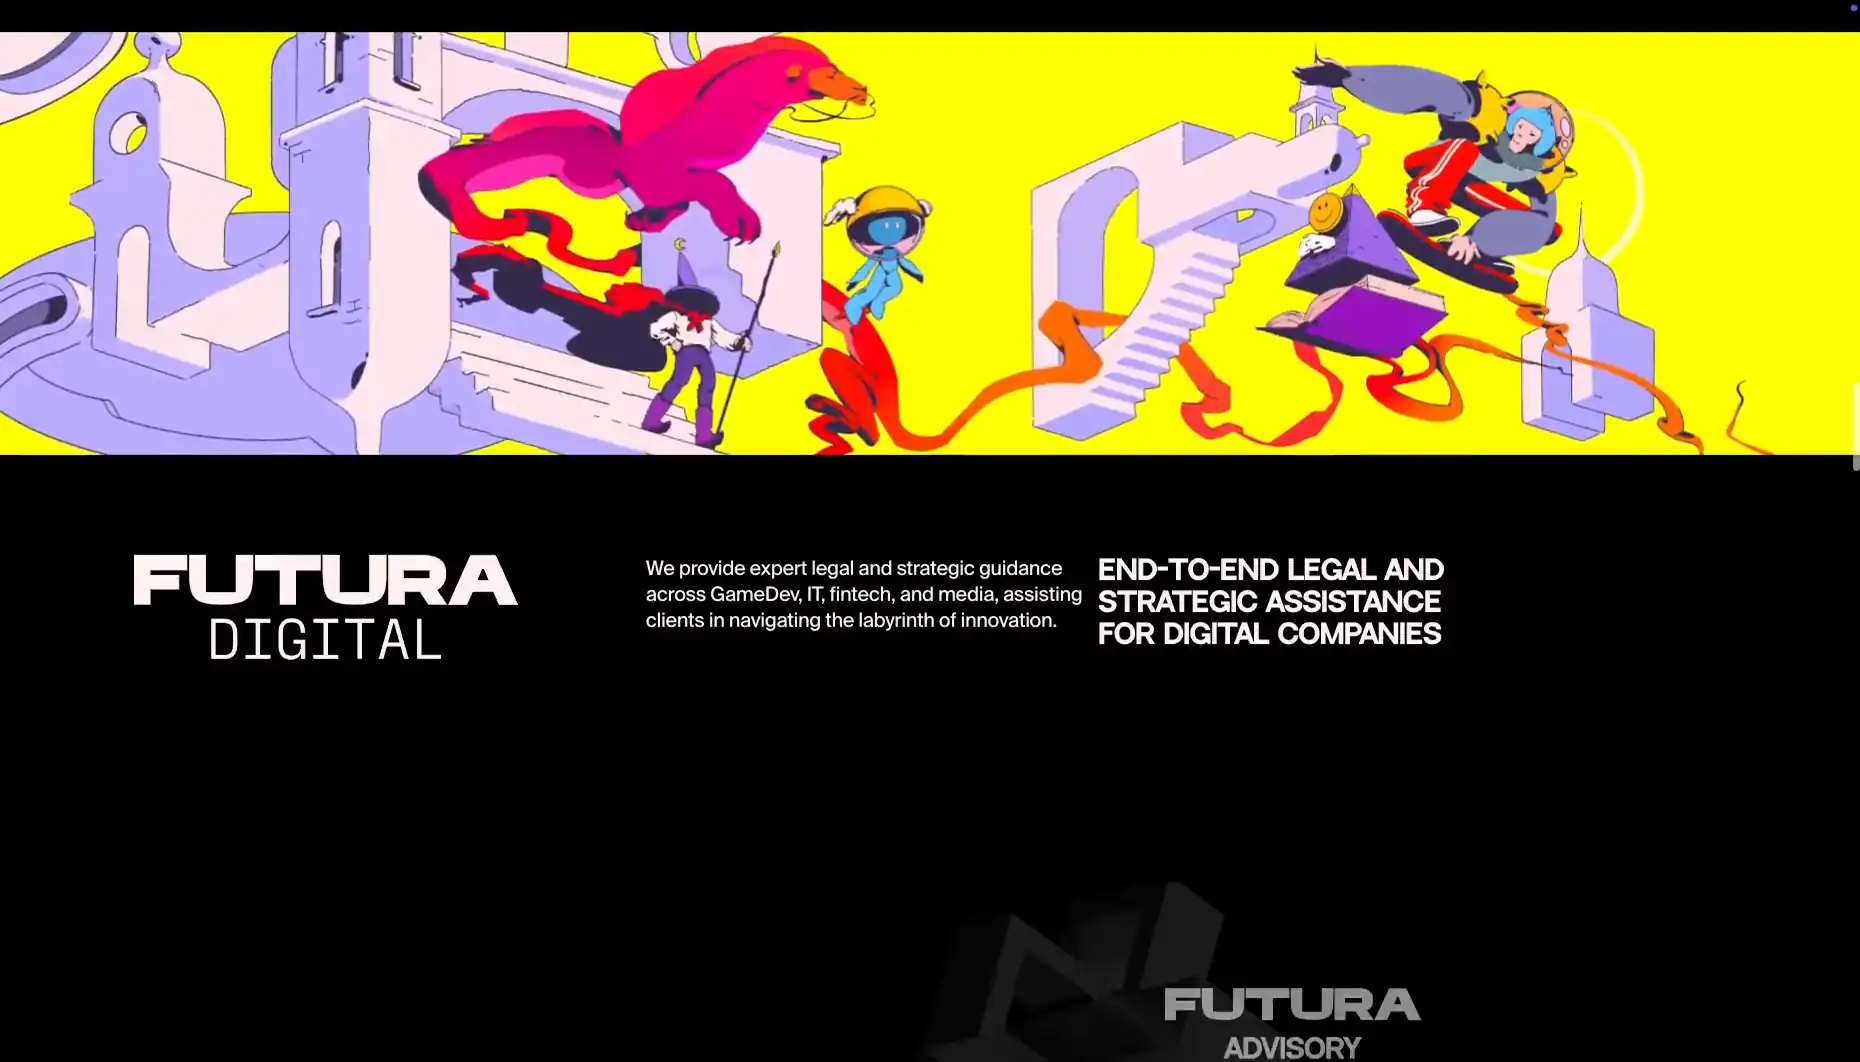 FUTURA
DIGITAL
We provide expert legal and strategic guidance
across GameDev, IT, fintech, and media, assisting
clients in navigating the labyrinth of innovation.
END-TO-END LEGAL AND
STRATEGIC ASSISTANCE
FOR DIGITAL COMPANIES
FUTURA
ADVISORY